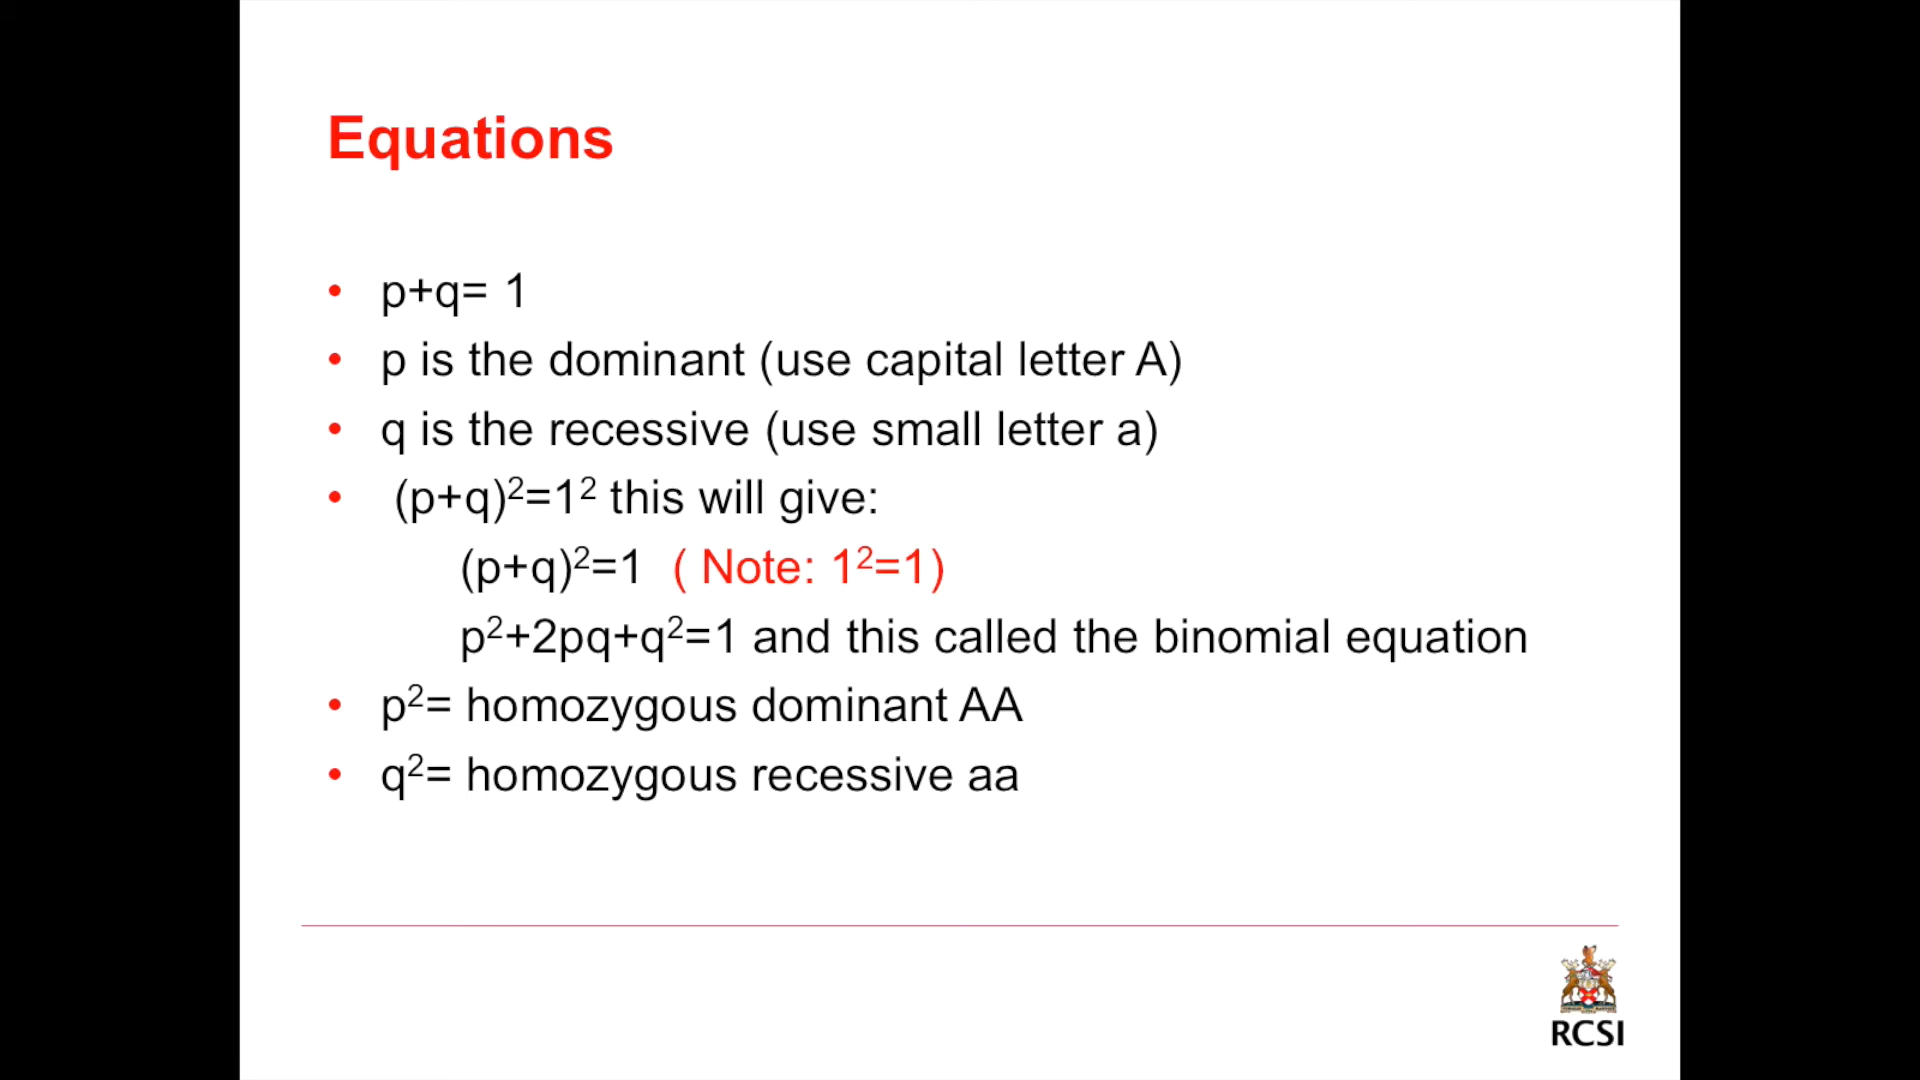 Equations
• p+q= 1
• p is the dominant (use capital letter A)
• q is the recessive (use small letter a)
• (p+q)²=1² this will give:
(p+q)²=1 ( Note: 1²=1)
p²+2pq+q²=1 and this called the binomial equation
• p²= homozygous dominant AA
• q²= homozygous recessive aa
RCSI